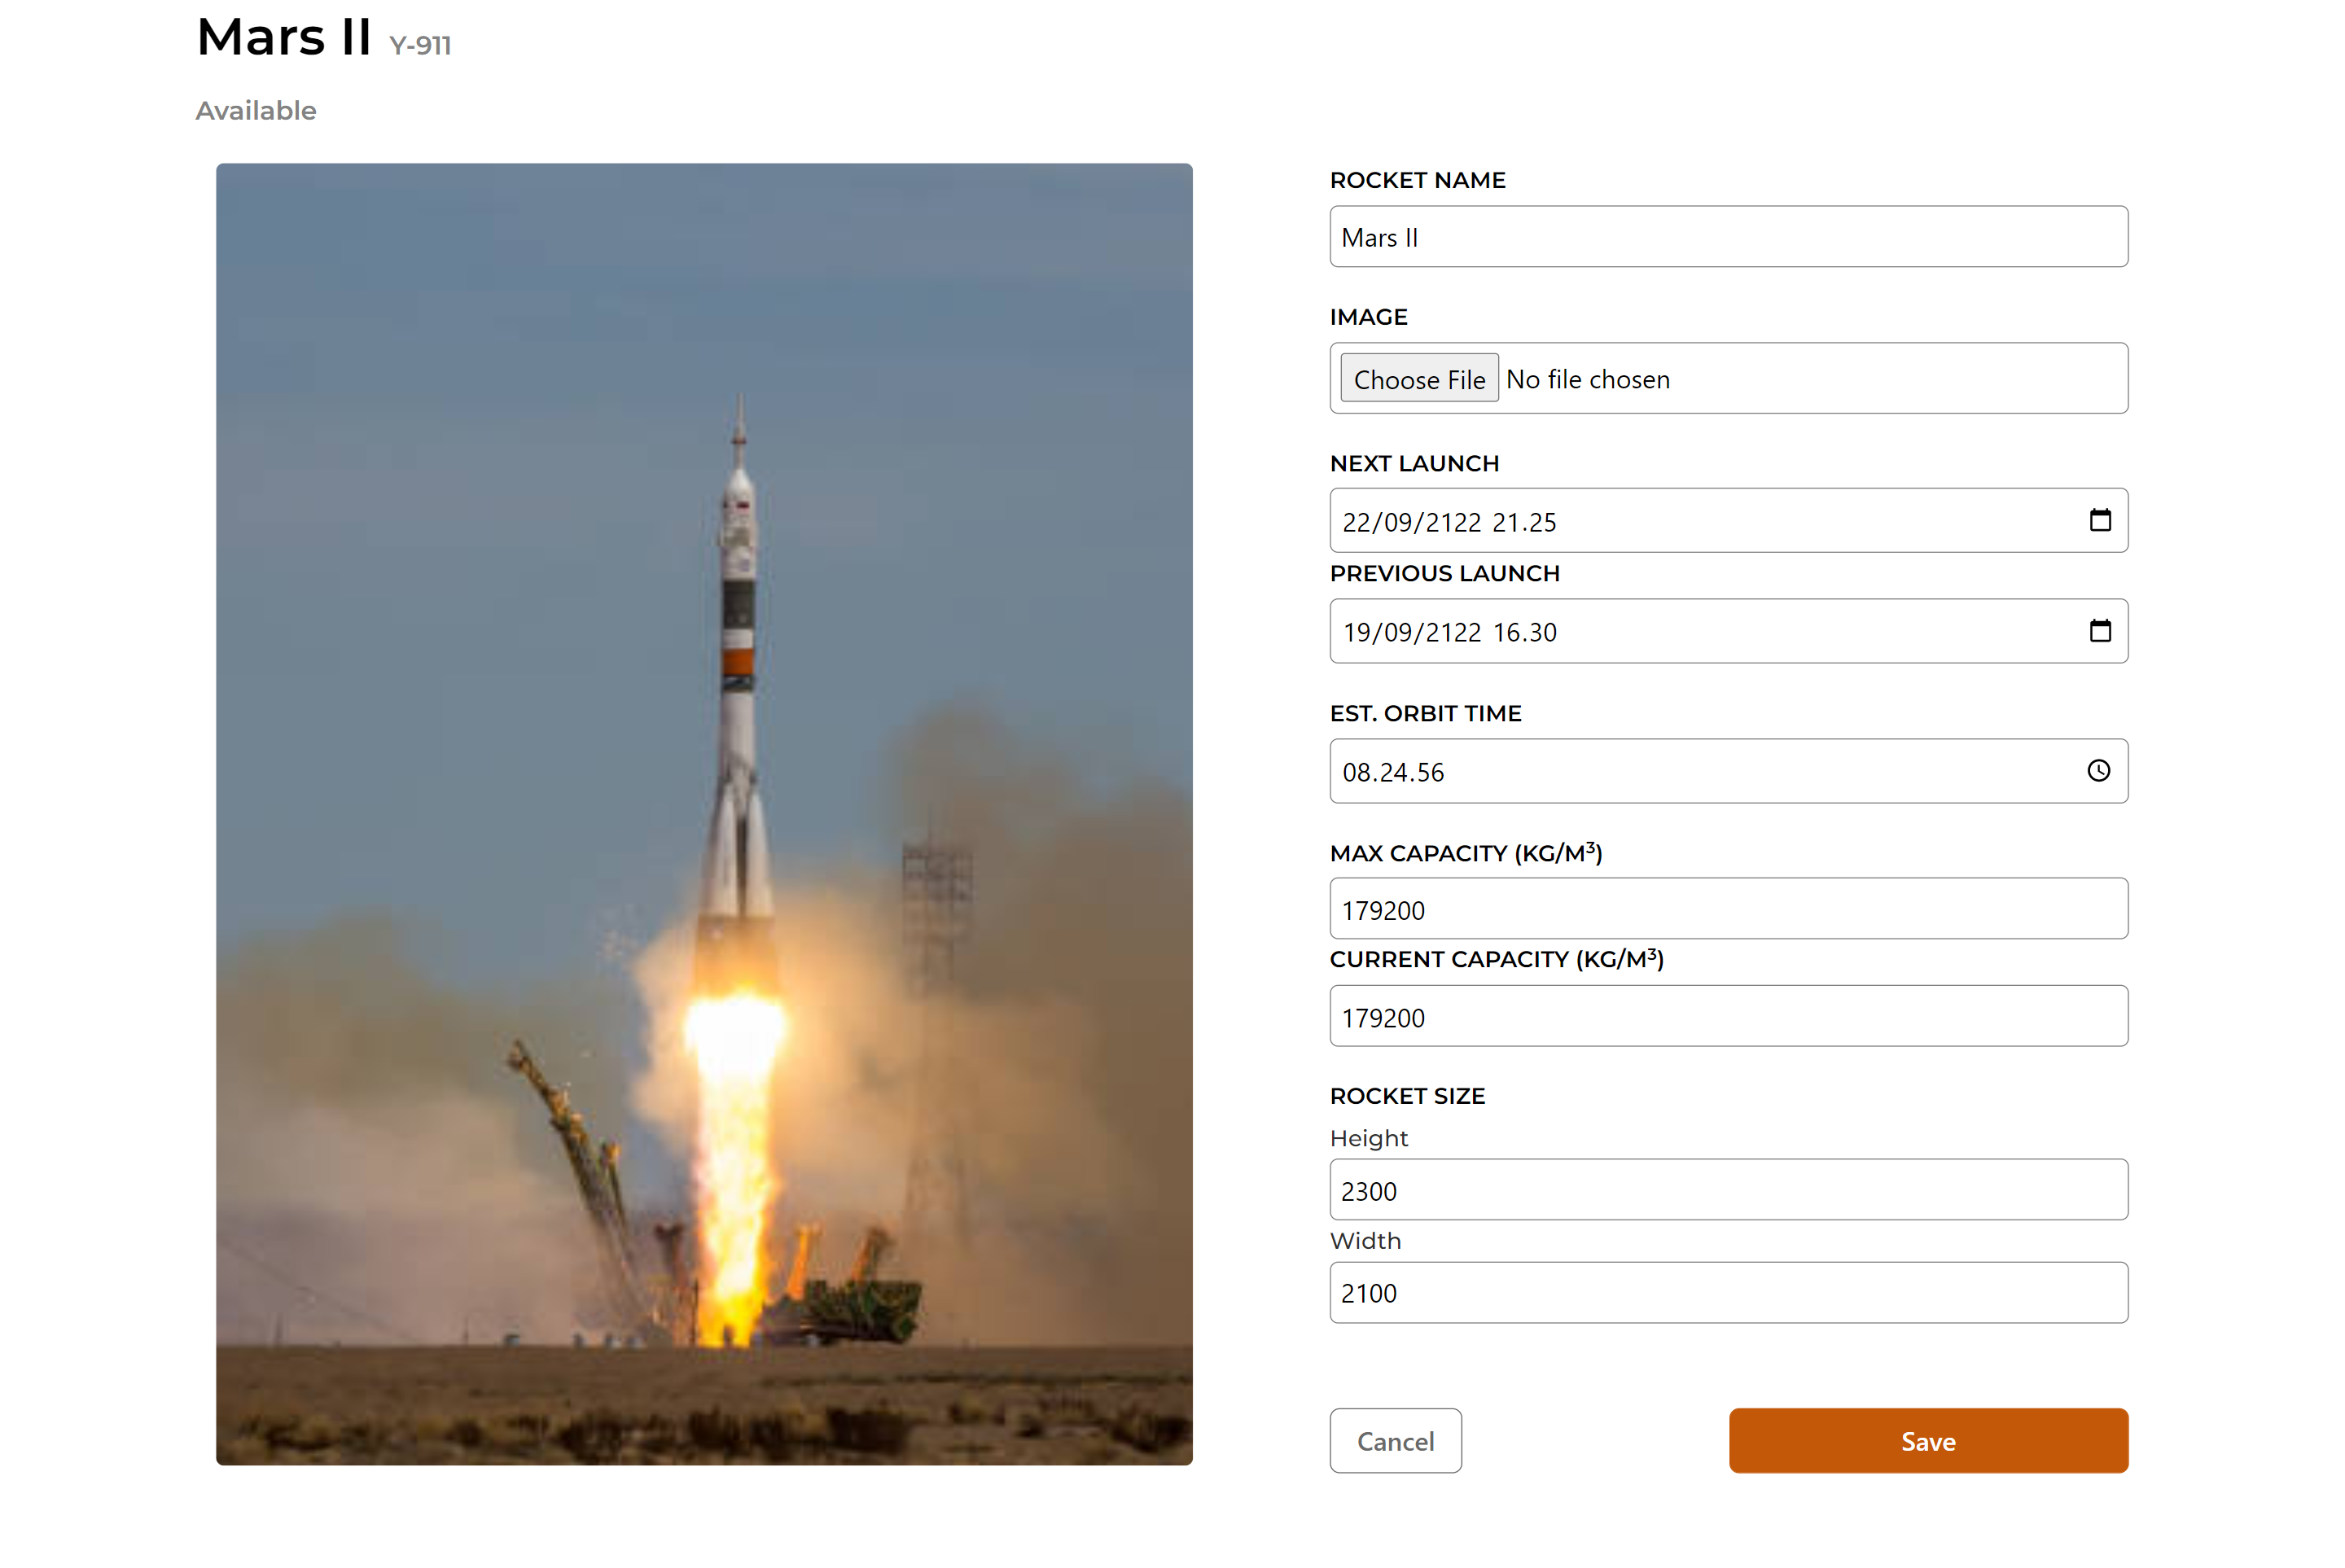 Mars II Y-911
Available
ROCKET NAME
Mars II
IMAGE
Choose File No file chosen
NEXT LAUNCH
22/09/2122 21.25
PREVIOUS LAUNCH
19/09/2122 16.30
EST. ORBIT TIME
08.24.56
MAX CAPACITY (KG/M³)
179200
CURRENT CAPACITY (KG/M³)
179200
ROCKET SIZE
Height
2300
Width
2100
Cancel Save